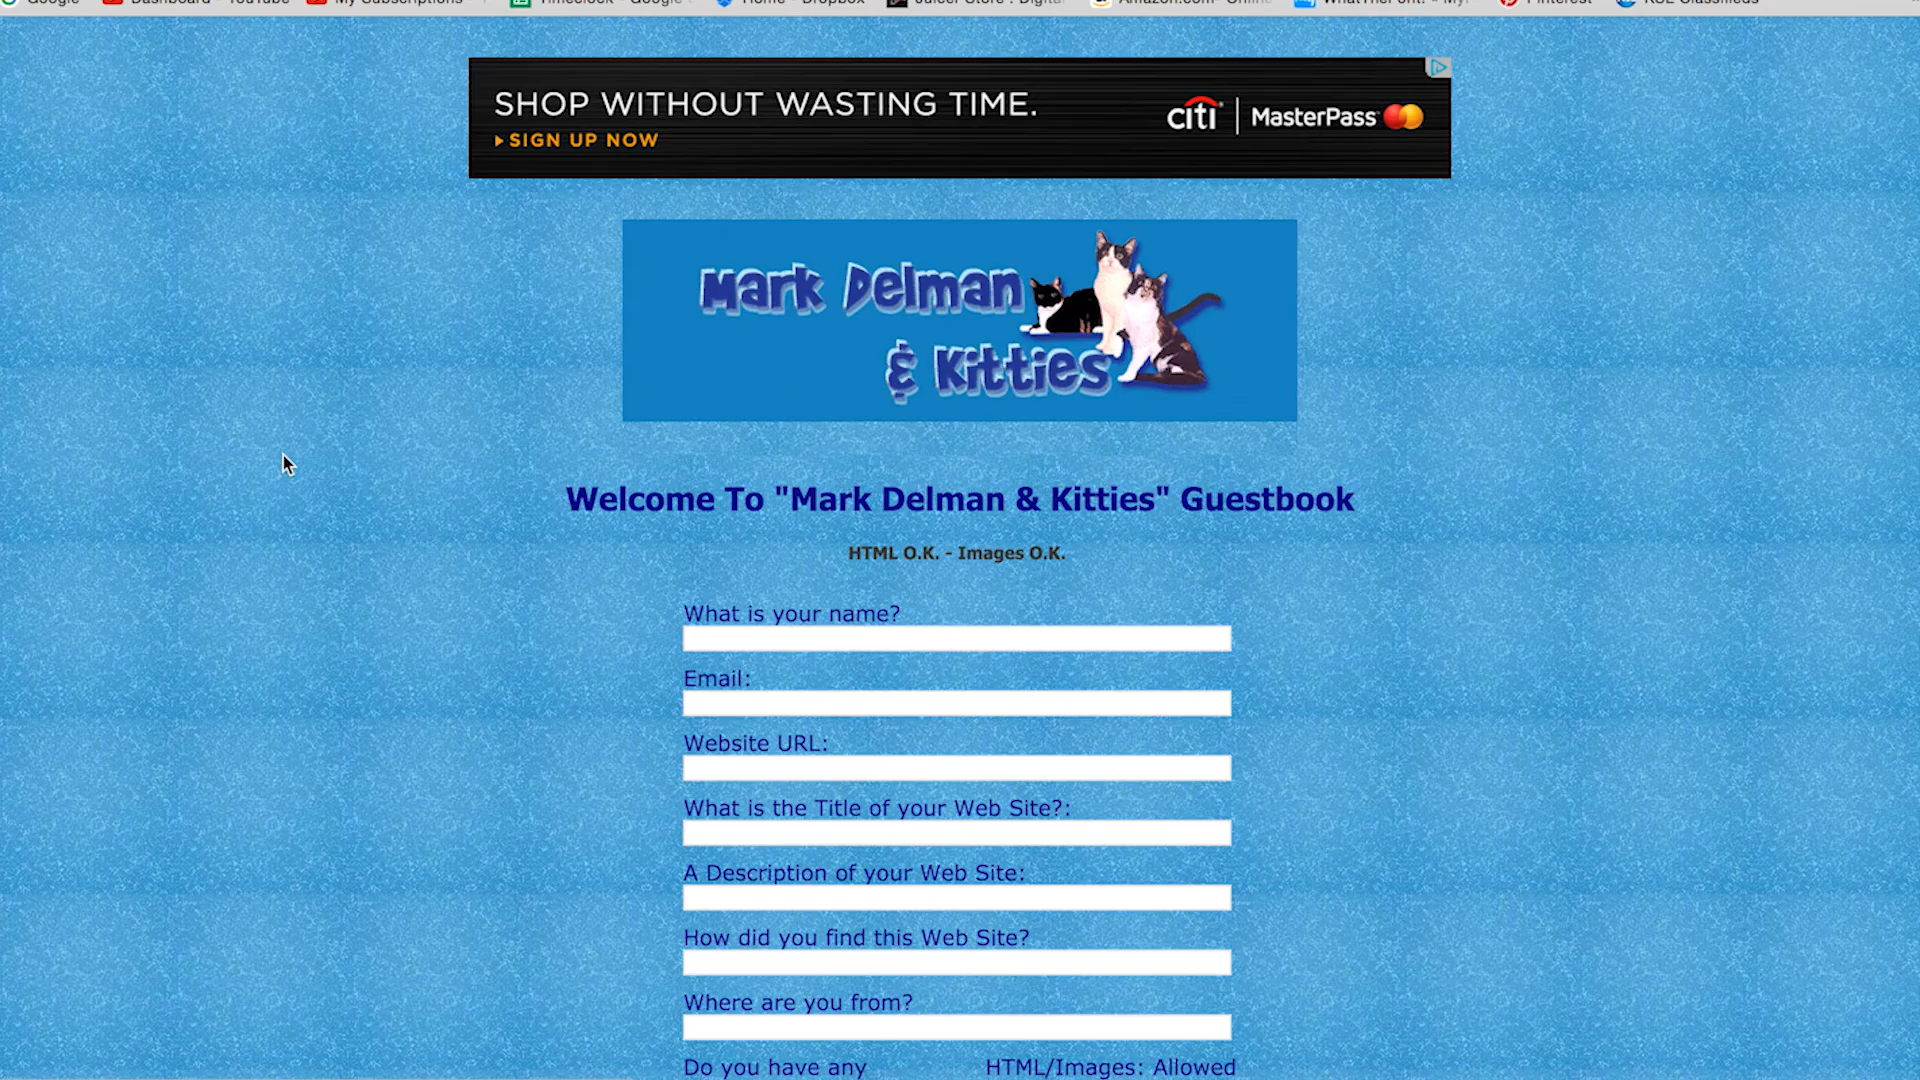 SHOP WITHOUT WASTING TIME.
SIGN UP NOW
citi | MasterPass
Mark Delman
& Kitties
Welcome To "Mark Delman & Kitties" Guestbook
HTML O.K. - Images O.K.
What is your name?
Email:
Website URL:
What is the Title of your Web Site?:
A Description of your Web Site:
How did you find this Web Site?
Where are you from?
Do you have any HTML/Images: Allowed